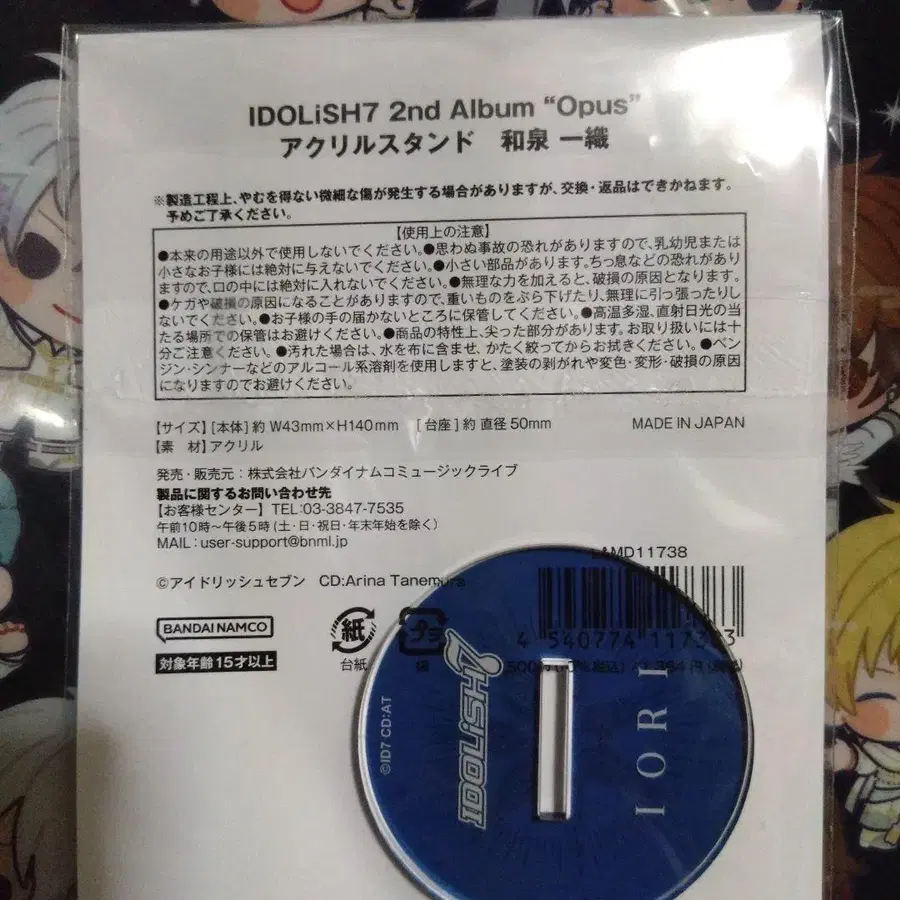 IDOLiSH7 2nd Album “Opus”
アクリルスタンド 和泉 一織
※製造工程上、やむを得ない微細な傷が発生する場合がありますが、交換・返品はできかねます。
予めご了承ください。
【使用上の注意】
●本来の用途以外で使用しないでください。●思わぬ事故の恐れがありますので、乳幼児または
小さなお子様には絶対に与えないでください。●小さい部品があります。ちっ息などの恐れがあり
ますので、口の中には絶対に入れないでください。●無理な力を加えると、破損の原因となります。
●ケガや破損の原因になることがありますので、重いものをぶら下げたり、無理に引っ張ったりし
ないでください。●お子様の手の届かないところに保管してください。●高温多湿、直射日光の当
たる場所での保管はお避けください。●商品の特性上、尖った部分があります。お取り扱いには十
分ご注意ください。●汚れた場合は、水を布に含ませ、かたく絞ってからお拭きください。●ベン
ジン・シンナーなどのアルコール系溶剤を使用しますと、塗装の剥がれや変色・変形・破損の原因
になりますのでお避けください。
【サイズ】[本体] 約 W43mm×H140mm [台座] 約 直径 50mm MADE IN JAPAN
【素 材】アクリル
発売・販売元：株式会社バンダイナムコミュージックライブ
製品に関するお問い合わせ先
【お客様センター】 TEL:03-3847-7535
午前10時～午後5時 (土・日・祝日・年末年始を除く)
MAIL：user-support@bnml.jp
MD11738
©アイドリッシュセブン CD:Arina Tanemura
BANDAI NAMCO
紙
プラ
対象年齢15才以上
台紙
袋
©ID7 CD:AT
IDOLiSH7
IORI